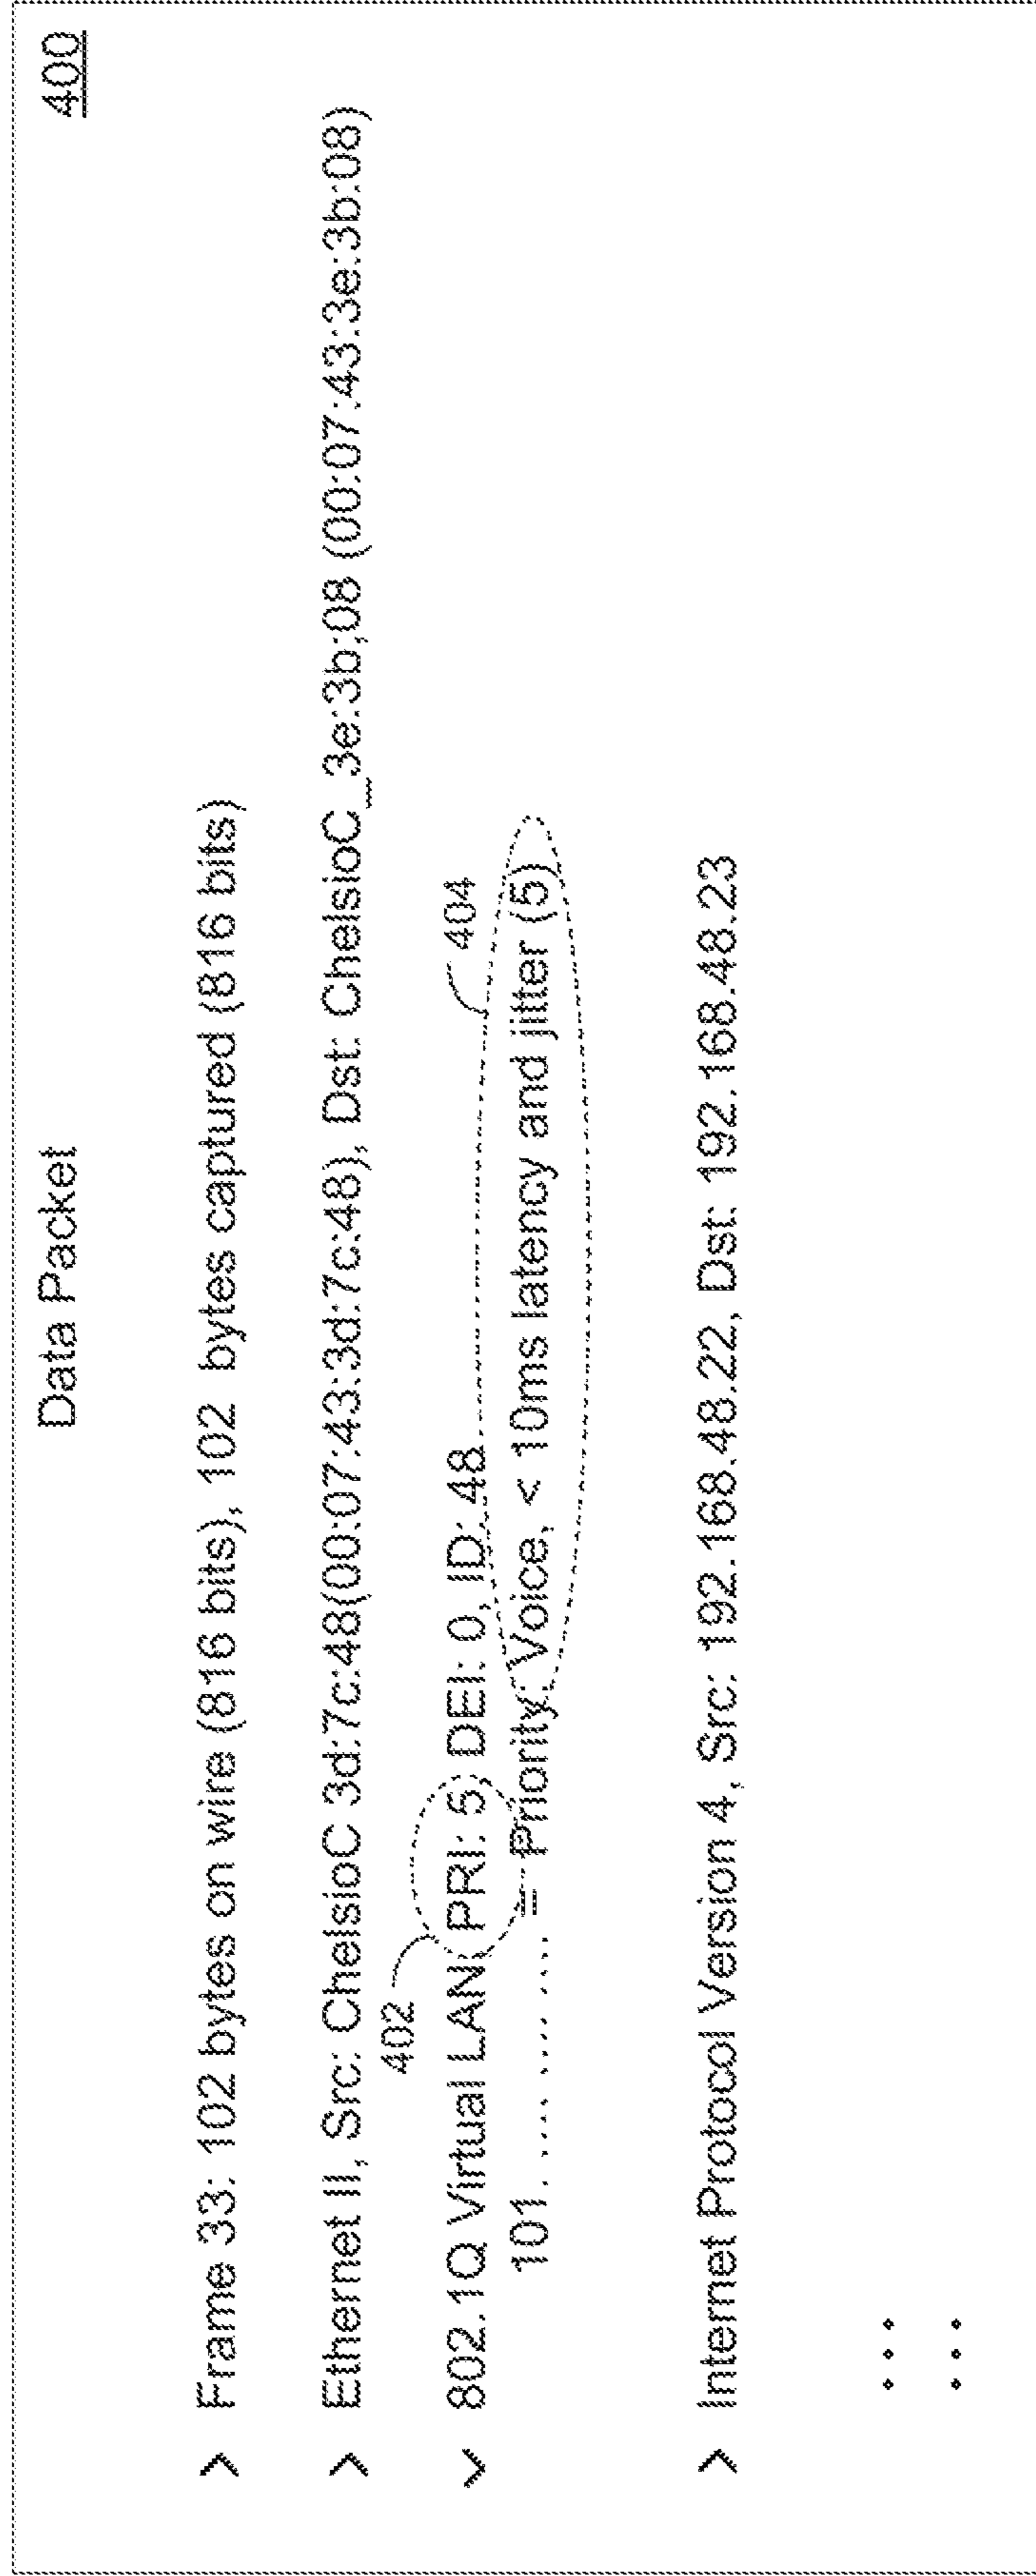 Data Packet
400
> Frame 33: 102 bytes on wire (816 bits), 102 bytes captured (816 bits)
> Ethernet II, Src: ChelsioC 3d:7c:48(00:07:43:3d:7c:48), Dst: ChelsioC_3e:3b;08 (00:07:43:3e:3b:08)
402
404
802.1Q Virtual LAN, PRI: 5, DEI: 0, ID: 48
101. .... .... .... = Priority: Voice, < 10ms latency and jitter (5)
> Internet Protocol Version 4, Src: 192.168.48.22, Dst: 192.168.48.23